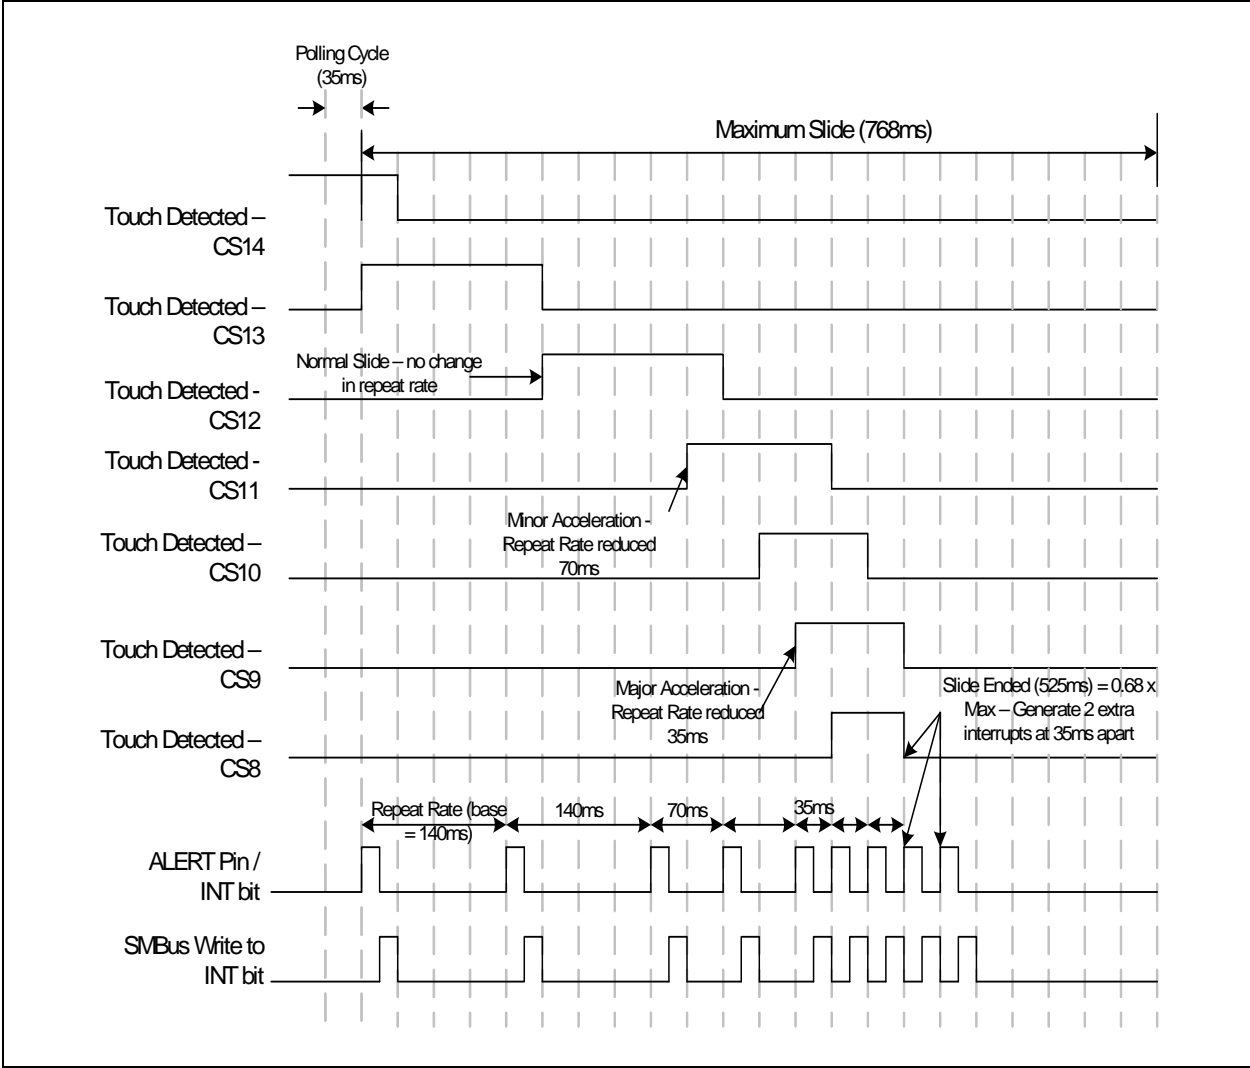 Polling Cycle
(35ms)
Maximum Slide (768ms)
Touch Detected –
CS14
Touch Detected –
CS13
Normal Slide – no change
in repeat rate
Touch Detected -
CS12
Touch Detected -
CS11
Minor Acceleration -
Repeat Rate reduced
70ms
Touch Detected –
CS10
Touch Detected –
CS9
Major Acceleration -
Repeat Rate reduced
35ms
Slide Ended (525ms) = 0.68 x
Max – Generate 2 extra
interrupts at 35ms apart
Touch Detected –
CS8
Repeat Rate (base
= 140ms)
140ms
70ms
35ms
ALERT Pin /
INT bit
SMBus Write to
INT bit